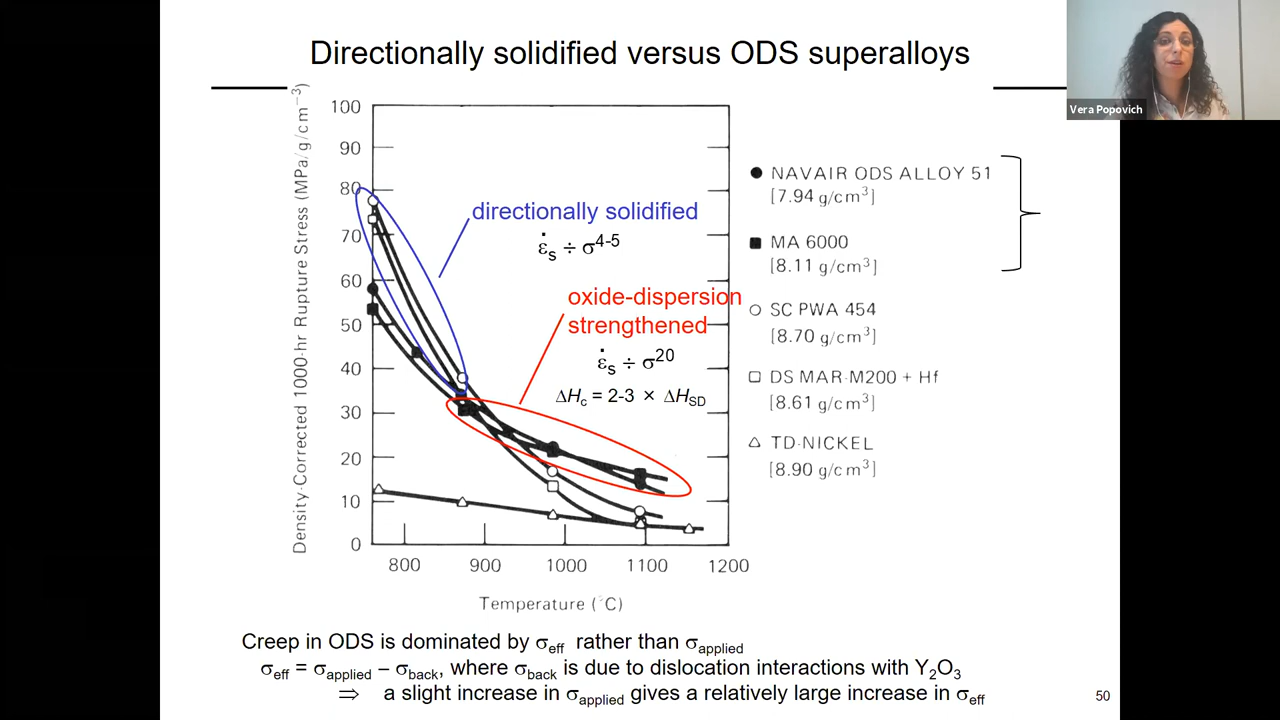 Directionally solidified versus ODS superalloys
Vera Popovich
Density-Corrected 1000-hr Rupture Stress (MPa/g/cm⁻³)
100
90
80
70
60
50
40
30
20
10
0
800 900 1000 1100 1200
Temperature (°C)
directionally solidified
ε̇s ÷ σ⁴⁻⁵
oxide-dispersion
strengthened
ε̇s ÷ σ²⁰
ΔHc = 2-3 × ΔHSD
NAVAIR ODS ALLOY 51
[7.94 g/cm³]
MA 6000
[8.11 g/cm³]
SC PWA 454
[8.70 g/cm³]
DS MAR-M200 + Hf
[8.61 g/cm³]
TD-NICKEL
[8.90 g/cm³]
Creep in ODS is dominated by σeff rather than σapplied
σeff = σapplied – σback, where σback is due to dislocation interactions with Y₂O₃
⇒ a slight increase in σapplied gives a relatively large increase in σeff
50